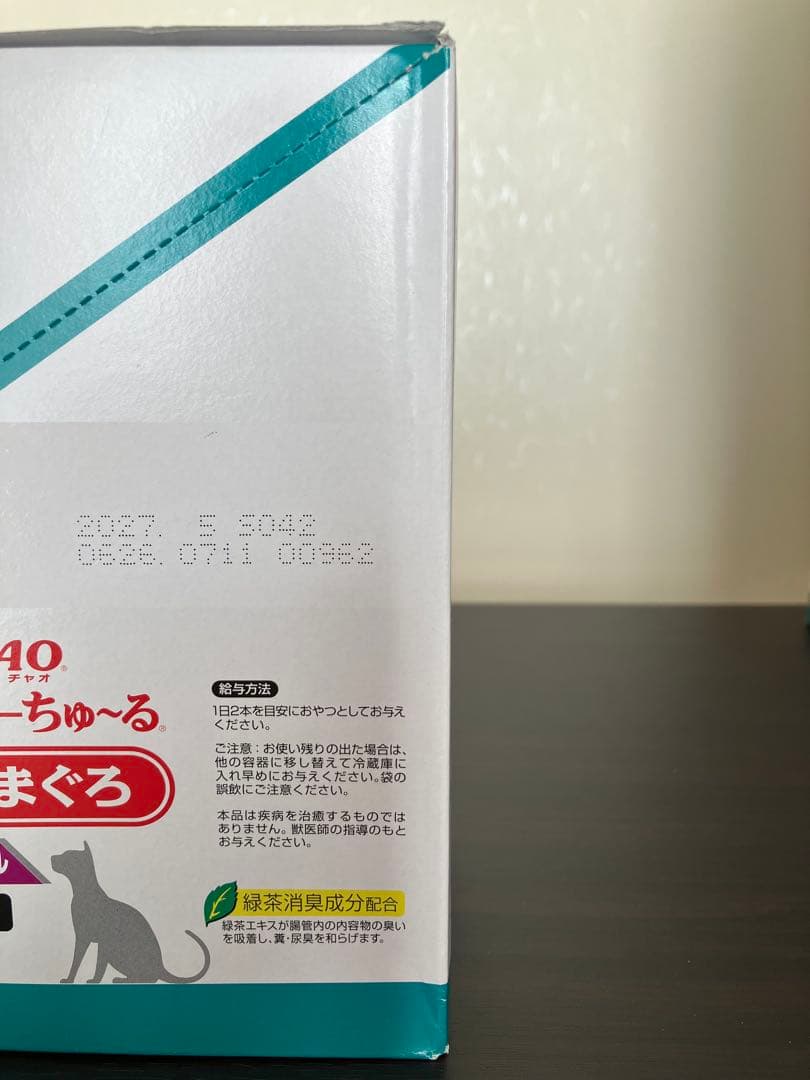 2027. 5 S042
0626.0711 00962
AO®
チャオ
ーちゅ〜る®
まぐろ
給与方法
1日2本を目安におやつとしてお与え
ください。
ご注意：お使い残りの出た場合は、
他の容器に移し替えて冷蔵庫に
入れ早めにお与えください。袋の
誤飲にご注意ください。
本品は疾病を治癒するものでは
ありません。獣医師の指導のもと
お与えください。
緑茶消臭成分配合
緑茶エキスが腸管内の内容物の臭い
を吸着し、糞・尿臭を和らげます。